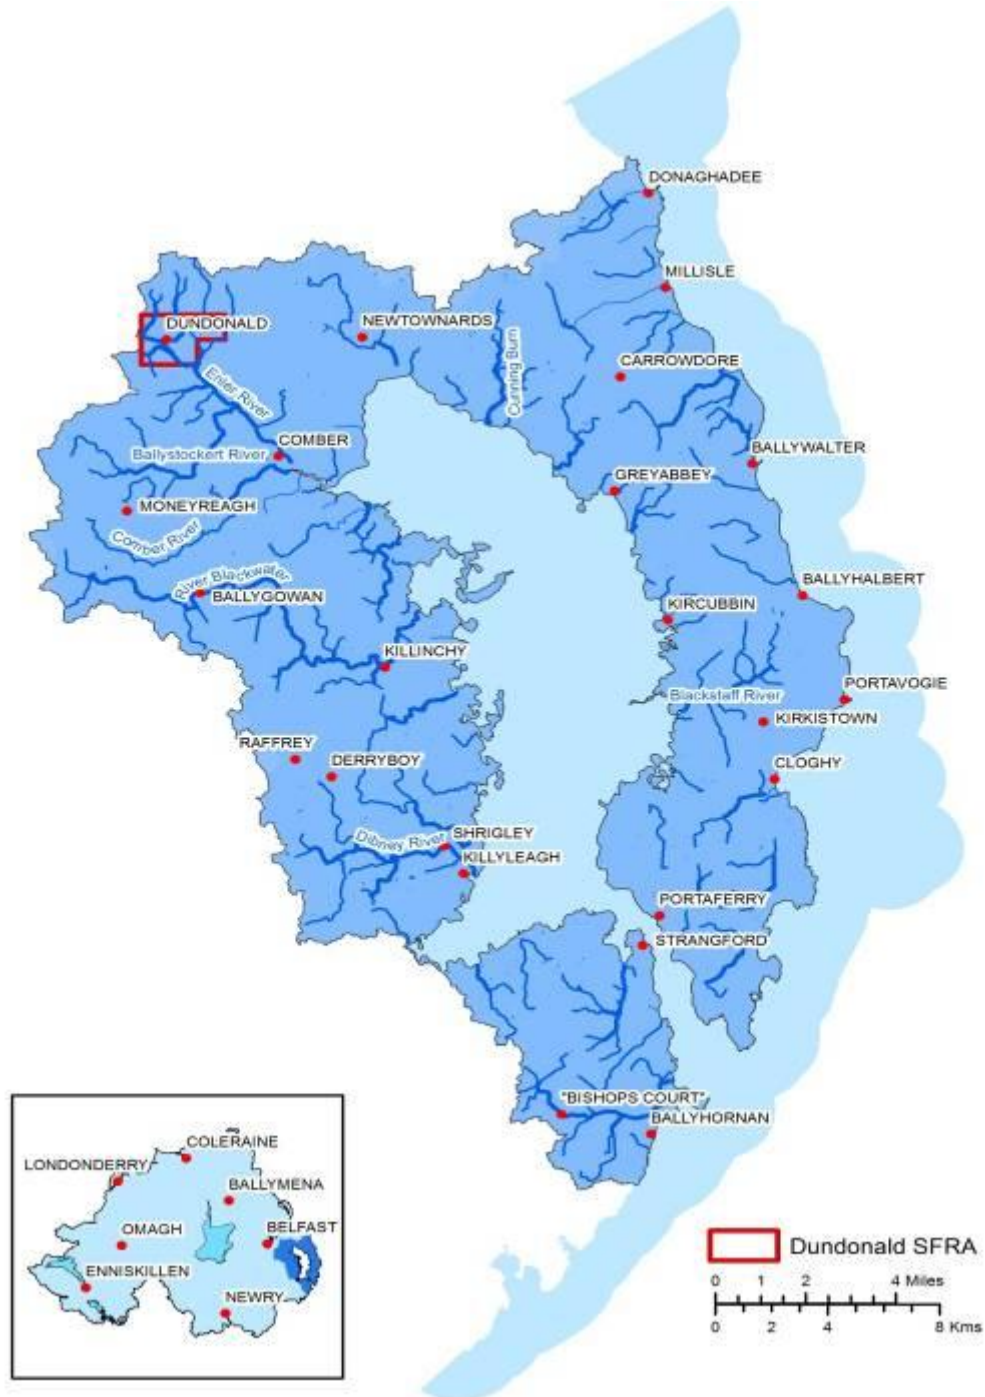 DONAGHADEE
MILLISLE
DUNDONALD
NEWTOWNARDS
Cunning Burn
CARROWDORE
Enler River
COMBER
BALLYWALTER
Ballystockert River
GREYABBEY
MONEYREAGH
Comber River
River Blackwater
BALLYGOWAN
BALLYHALBERT
KIRCUBBIN
KILLINCHY
Blackstaff River
PORTAVOGIE
KIRKISTOWN
RAFFREY
DERRYBOY
CLOGHY
Dibney River
SHRIGLEY
KILLYLEAGH
PORTAFERRY
STRANGFORD
"BISHOPS COURT"
BALLYHORNAN
COLERAINE
LONDONDERRY
BALLYMENA
OMAGH
BELFAST
ENNISKILLEN
NEWRY
Dundonald SFRA
0 1 2 4 Miles
0 2 4 8 Kms